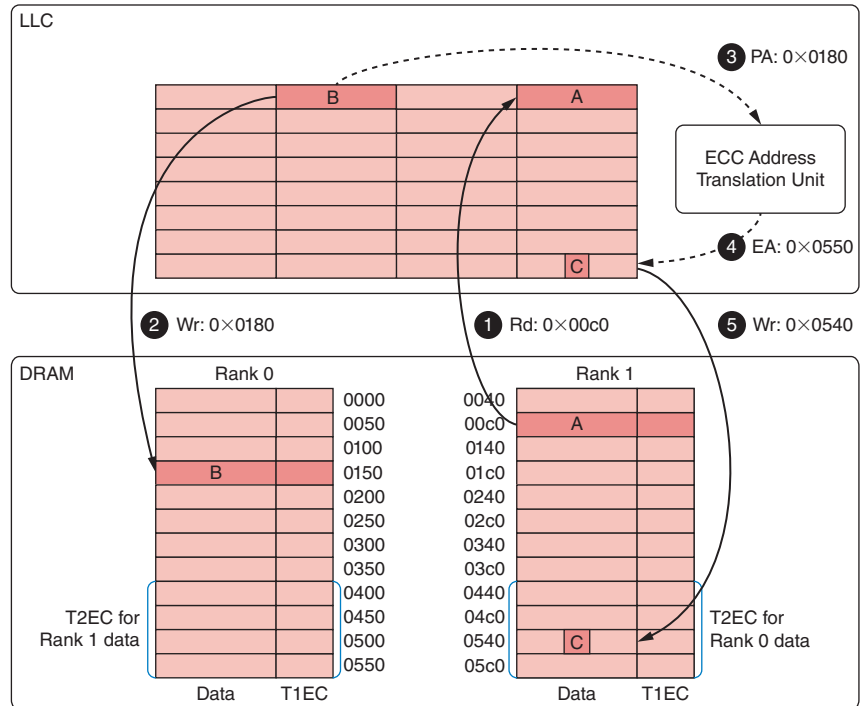 LLC
3 PA: 0×0180
B
A
ECC Address
Translation Unit
4 EA: 0×0550
C
2 Wr: 0×0180
1 Rd: 0×00c0
5 Wr: 0×0540
DRAM
Rank 0
Rank 1
0000
0040
0050
00c0
A
0100
0140
B
0150
01c0
0200
0240
0250
02c0
0300
0340
0350
03c0
0400
0440
T2EC for
Rank 1 data
0450
04c0
T2EC for
Rank 0 data
0500
0540
C
0550
05c0
Data
T1EC
Data
T1EC